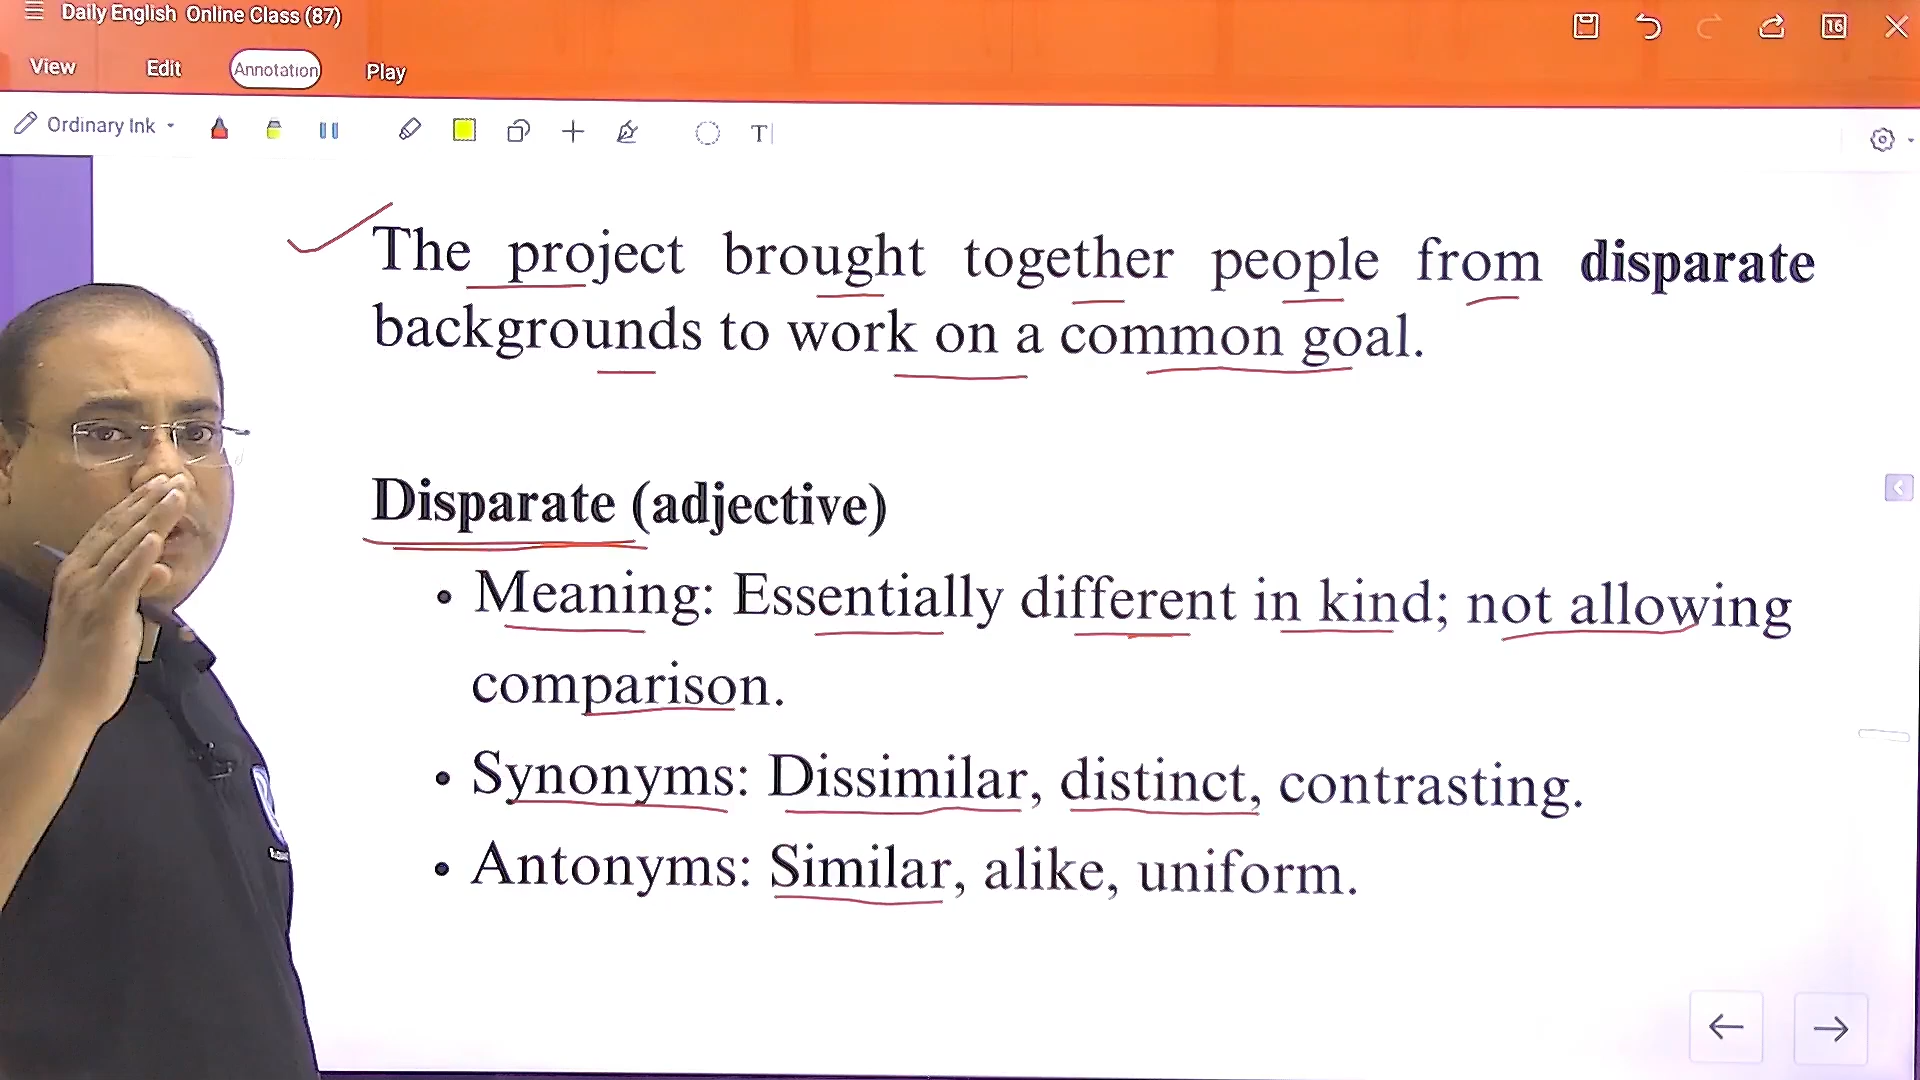 Daily English Online Class (87)
16
View Edit Annotation Play
Ordinary Ink
T
The project brought together people from disparate
backgrounds to work on a common goal.
Disparate (adjective)
• Meaning: Essentially different in kind; not allowing
comparison.
• Synonyms: Dissimilar, distinct, contrasting.
• Antonyms: Similar, alike, uniform.